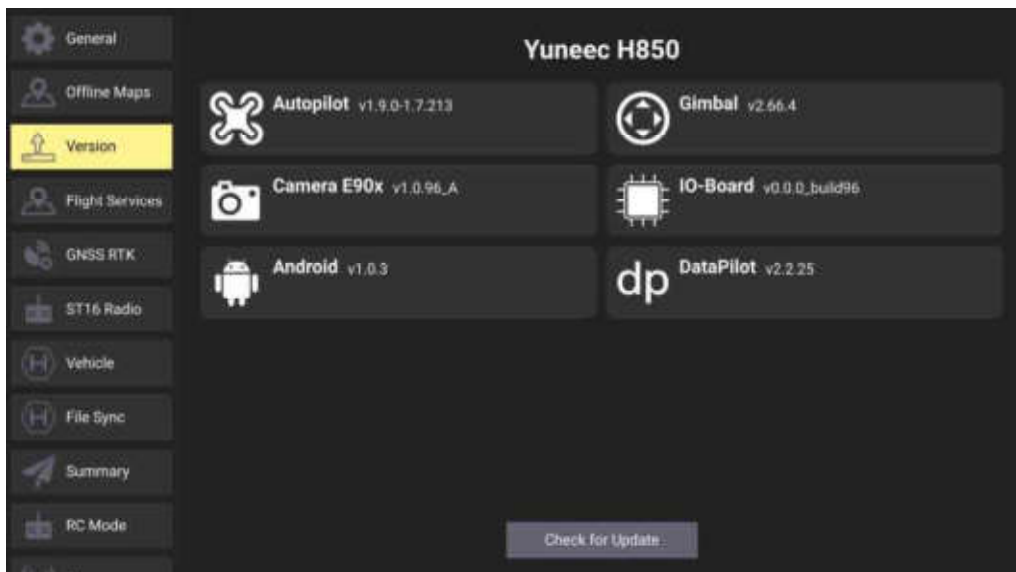 General
Offline Maps
Version
Flight Services
GNSS RTK
ST16 Radio
Vehicle
File Sync
Summary
RC Mode
Yuneec H850
Autopilot v1.9.0-1.7.213
Gimbal v2.66.4
Camera E90x v1.0.96_A
IO-Board v0.0.0_build96
Android v1.0.3
dp DataPilot v2.2.25
Check for Update